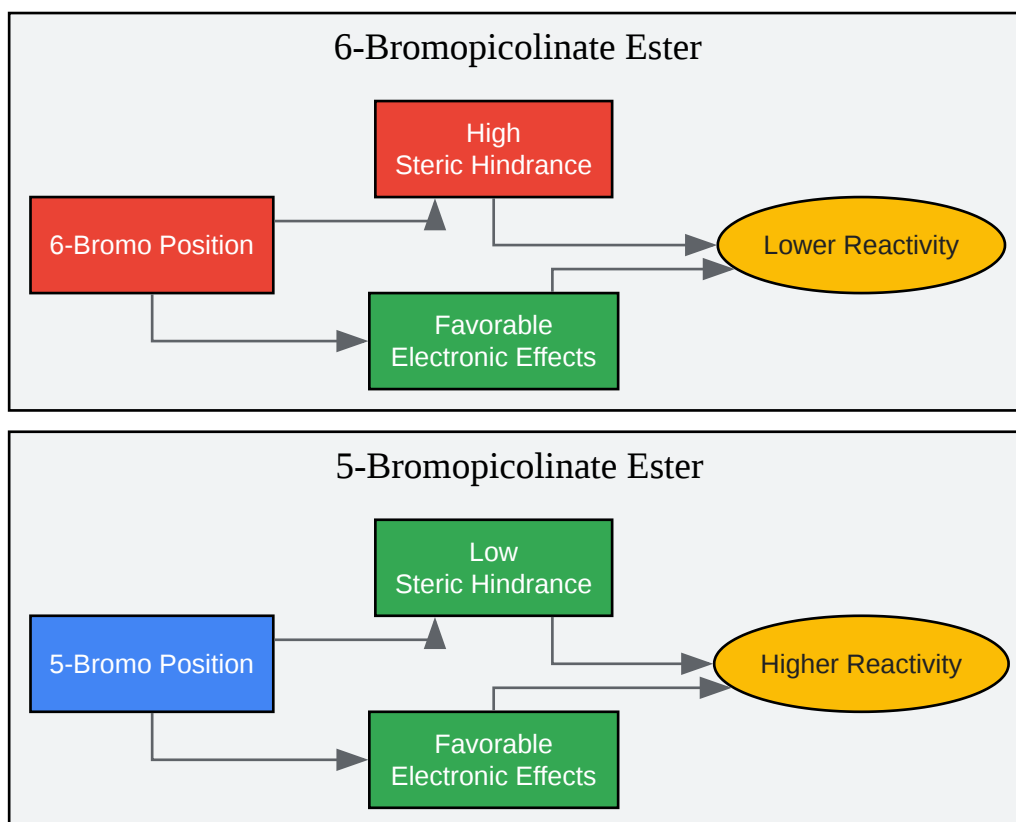 6-Bromopicolinate Ester
High
Steric Hindrance
6-Bromo Position
Lower Reactivity
Favorable
Electronic Effects
5-Bromopicolinate Ester
Low
Steric Hindrance
5-Bromo Position
Higher Reactivity
Favorable
Electronic Effects